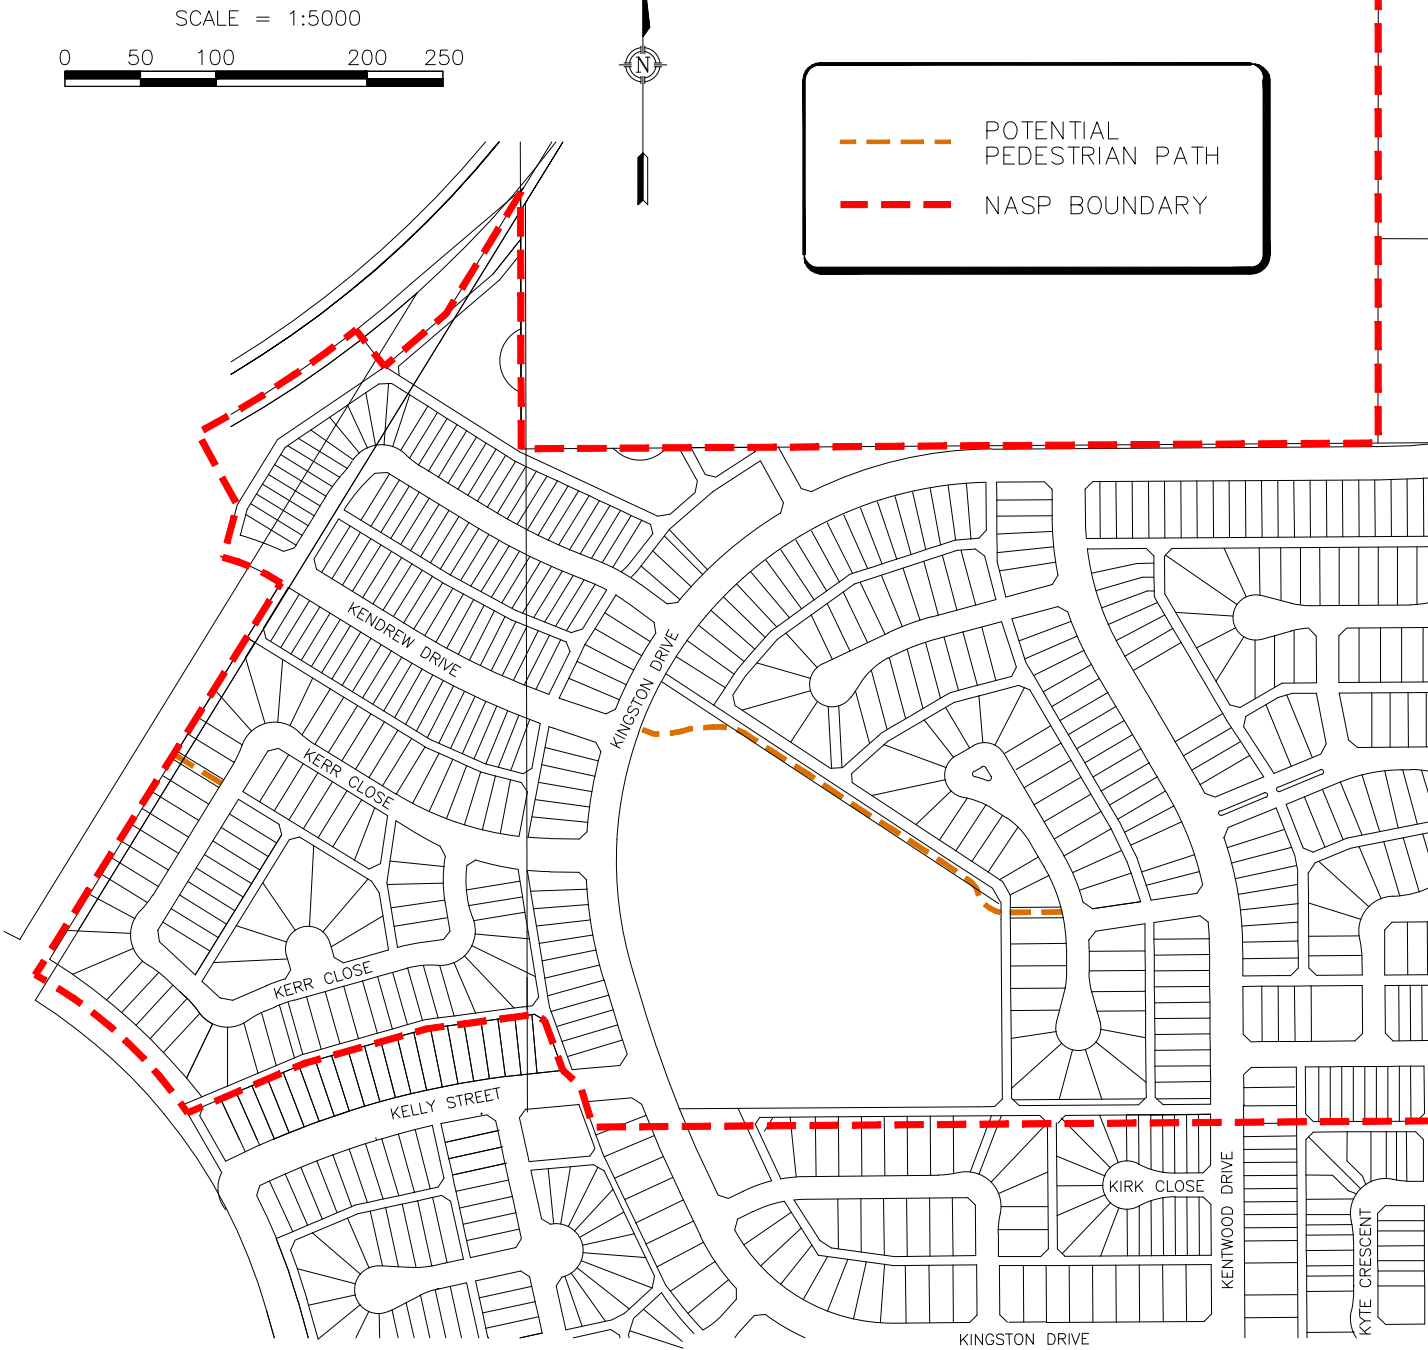 SCALE = 1:5000
0 50 100 200 250
N
POTENTIAL
PEDESTRIAN PATH
NASP BOUNDARY
KENDREW DRIVE
KINGSTON DRIVE
KERR CLOSE
KERR CLOSE
KELLY STREET
KIRK CLOSE
KENTWOOD DRIVE
KYTE CRESCENT
KINGSTON DRIVE